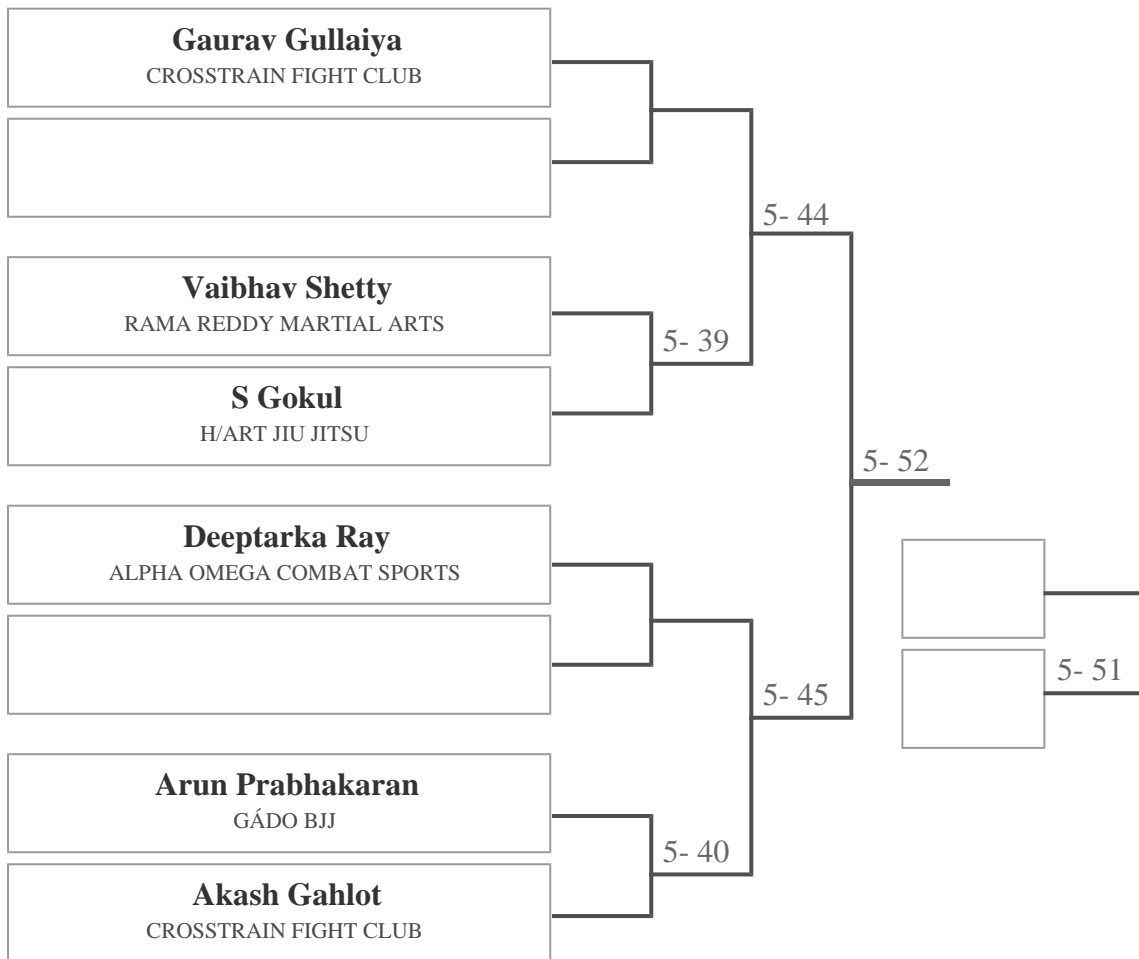 Gaurav Gullaiya
CROSSTRAIN FIGHT CLUB
5- 44
Vaibhav Shetty
RAMA REDDY MARTIAL ARTS
5- 39
S Gokul
H/ART JIU JITSU
5- 52
Deeptarka Ray
ALPHA OMEGA COMBAT SPORTS
5- 51
5- 45
Arun Prabhakaran
GÁDO BJJ
5- 40
Akash Gahlot
CROSSTRAIN FIGHT CLUB